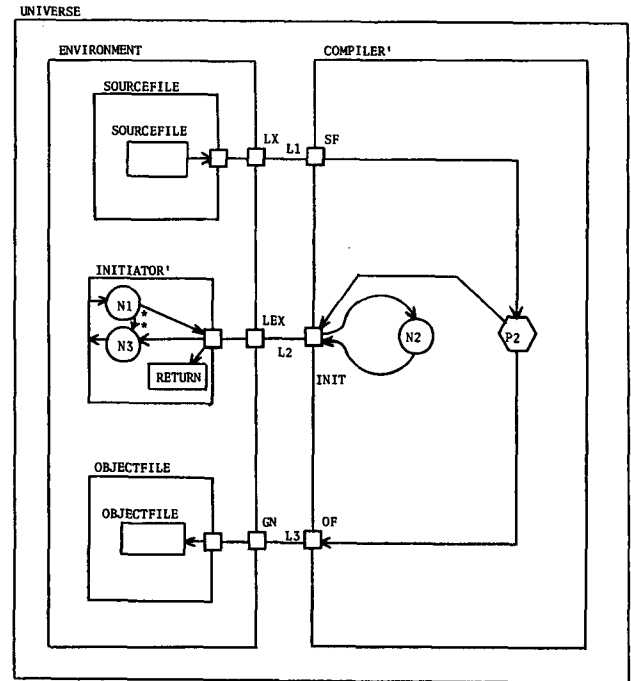 UNIVERSE
ENVIRONMENT
COMPILER'
SOURCEFILE
SOURCEFILE
LX
L1
SF
INITIATOR'
N1
*
*
N3
RETURN
LEX
L2
INIT
N2
P2
OBJECTFILE
OBJECTFILE
GN
L3
OF